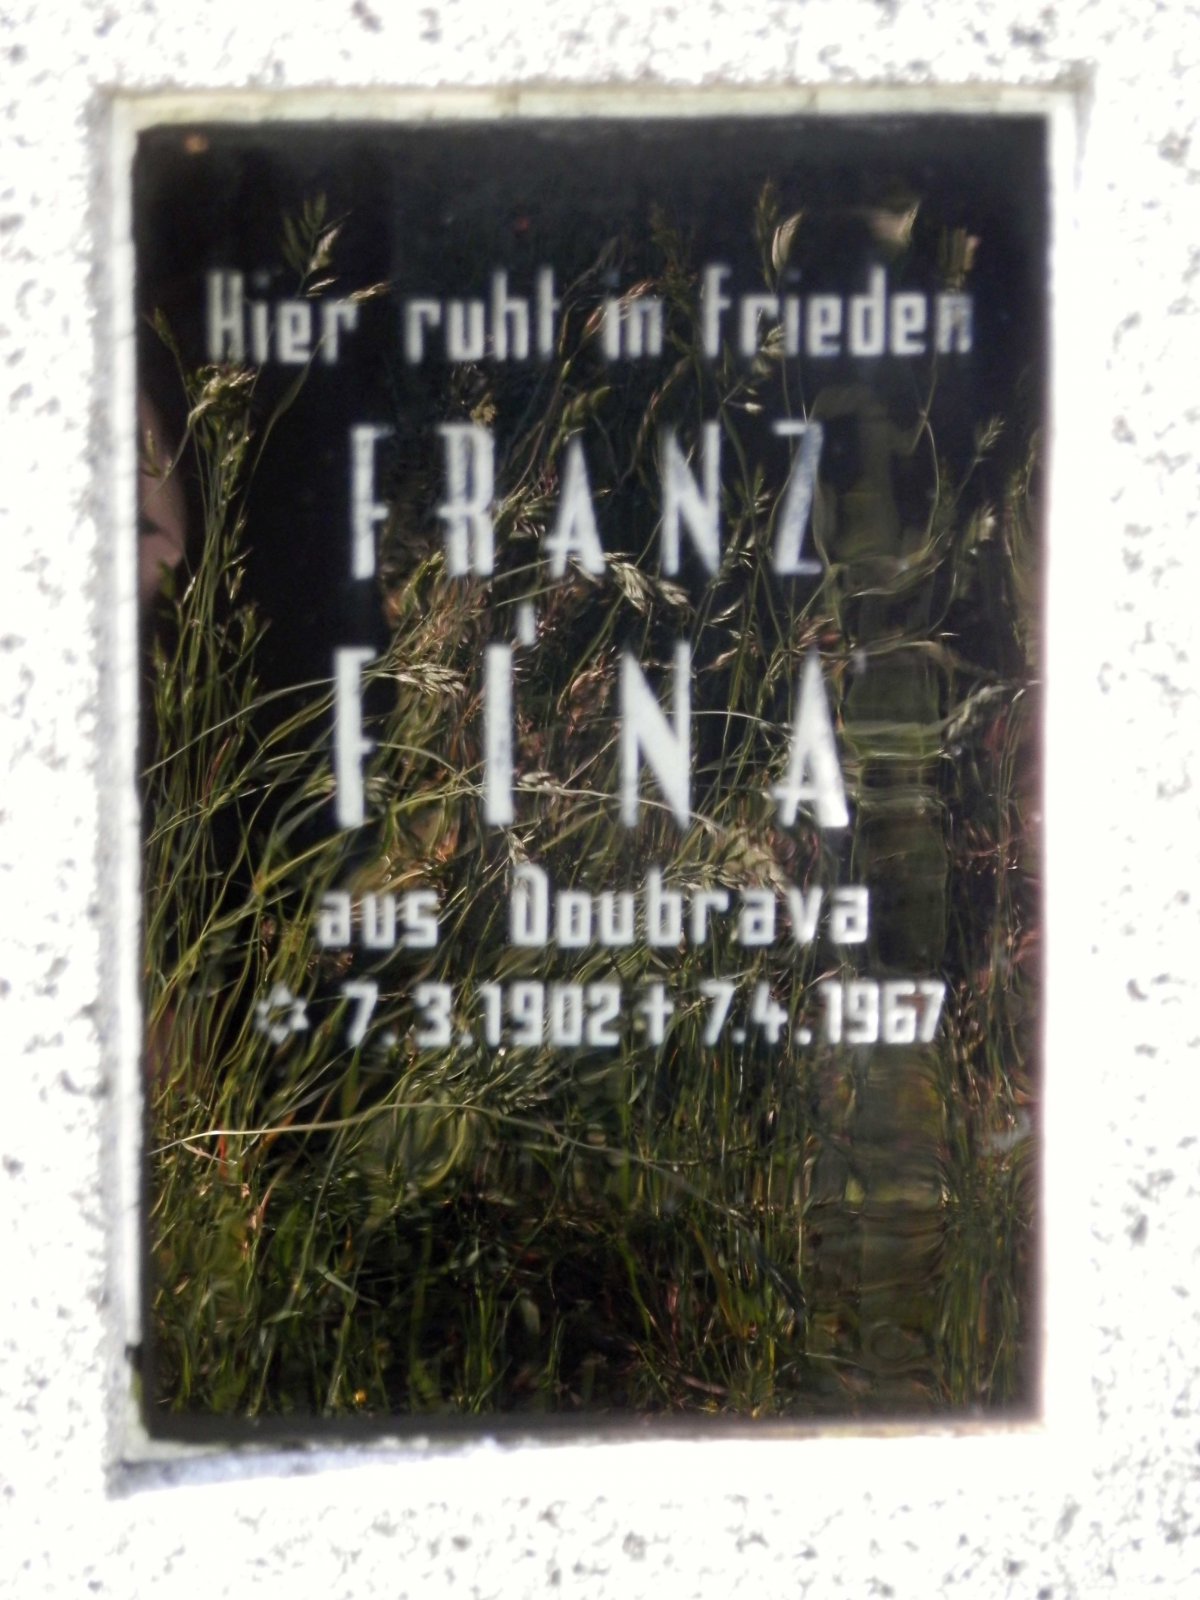 Hier ruht in Frieden
FRANZ
FÍNA
aus Doubrava
✡ 7.3.1902 † 7.4.1967